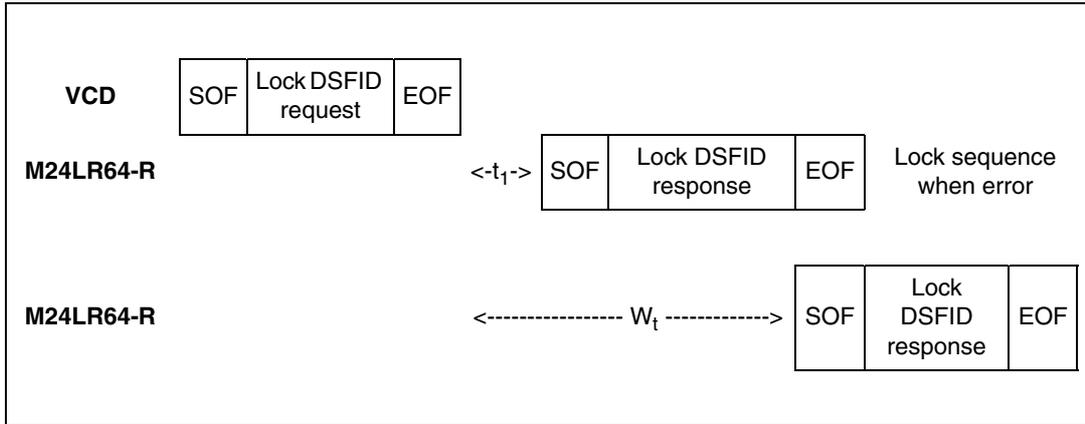 VCD SOF Lock DSFID request EOF
M24LR64-R <-t1-> SOF Lock DSFID response EOF Lock sequence when error
M24LR64-R <----------------- Wt -------------> SOF Lock DSFID response EOF